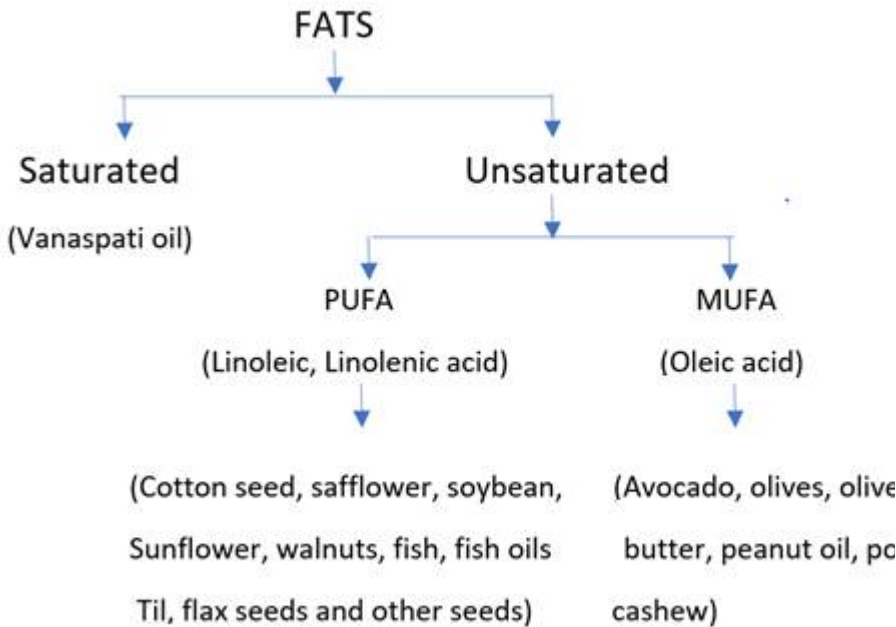 FATS
Saturated
Unsaturated
(Vanaspati oil)
PUFA
MUFA
(Linoleic, Linolenic acid)
(Oleic acid)
(Cotton seed, safflower, soybean,
Sunflower, walnuts, fish, fish oils
Til, flax seeds and other seeds)
(Avocado, olives, olive
butter, peanut oil,
cashew)